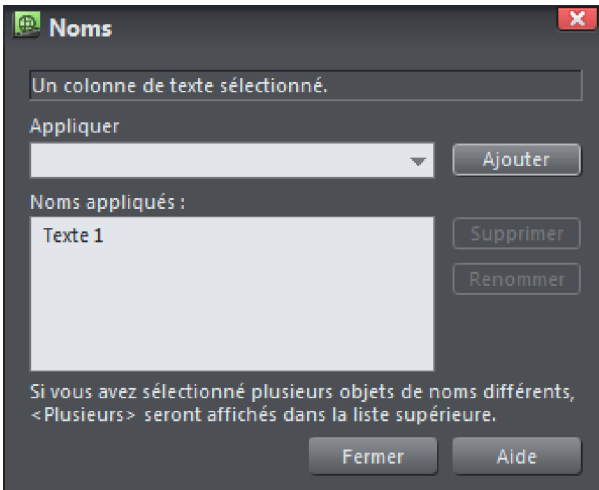 Noms
Un colonne de texte sélectionné.
Appliquer
Ajouter
Noms appliqués :
Texte 1
Supprimer
Renommer
Si vous avez sélectionné plusieurs objets de noms différents,
<Plusieurs> seront affichés dans la liste supérieure.
Fermer
Aide